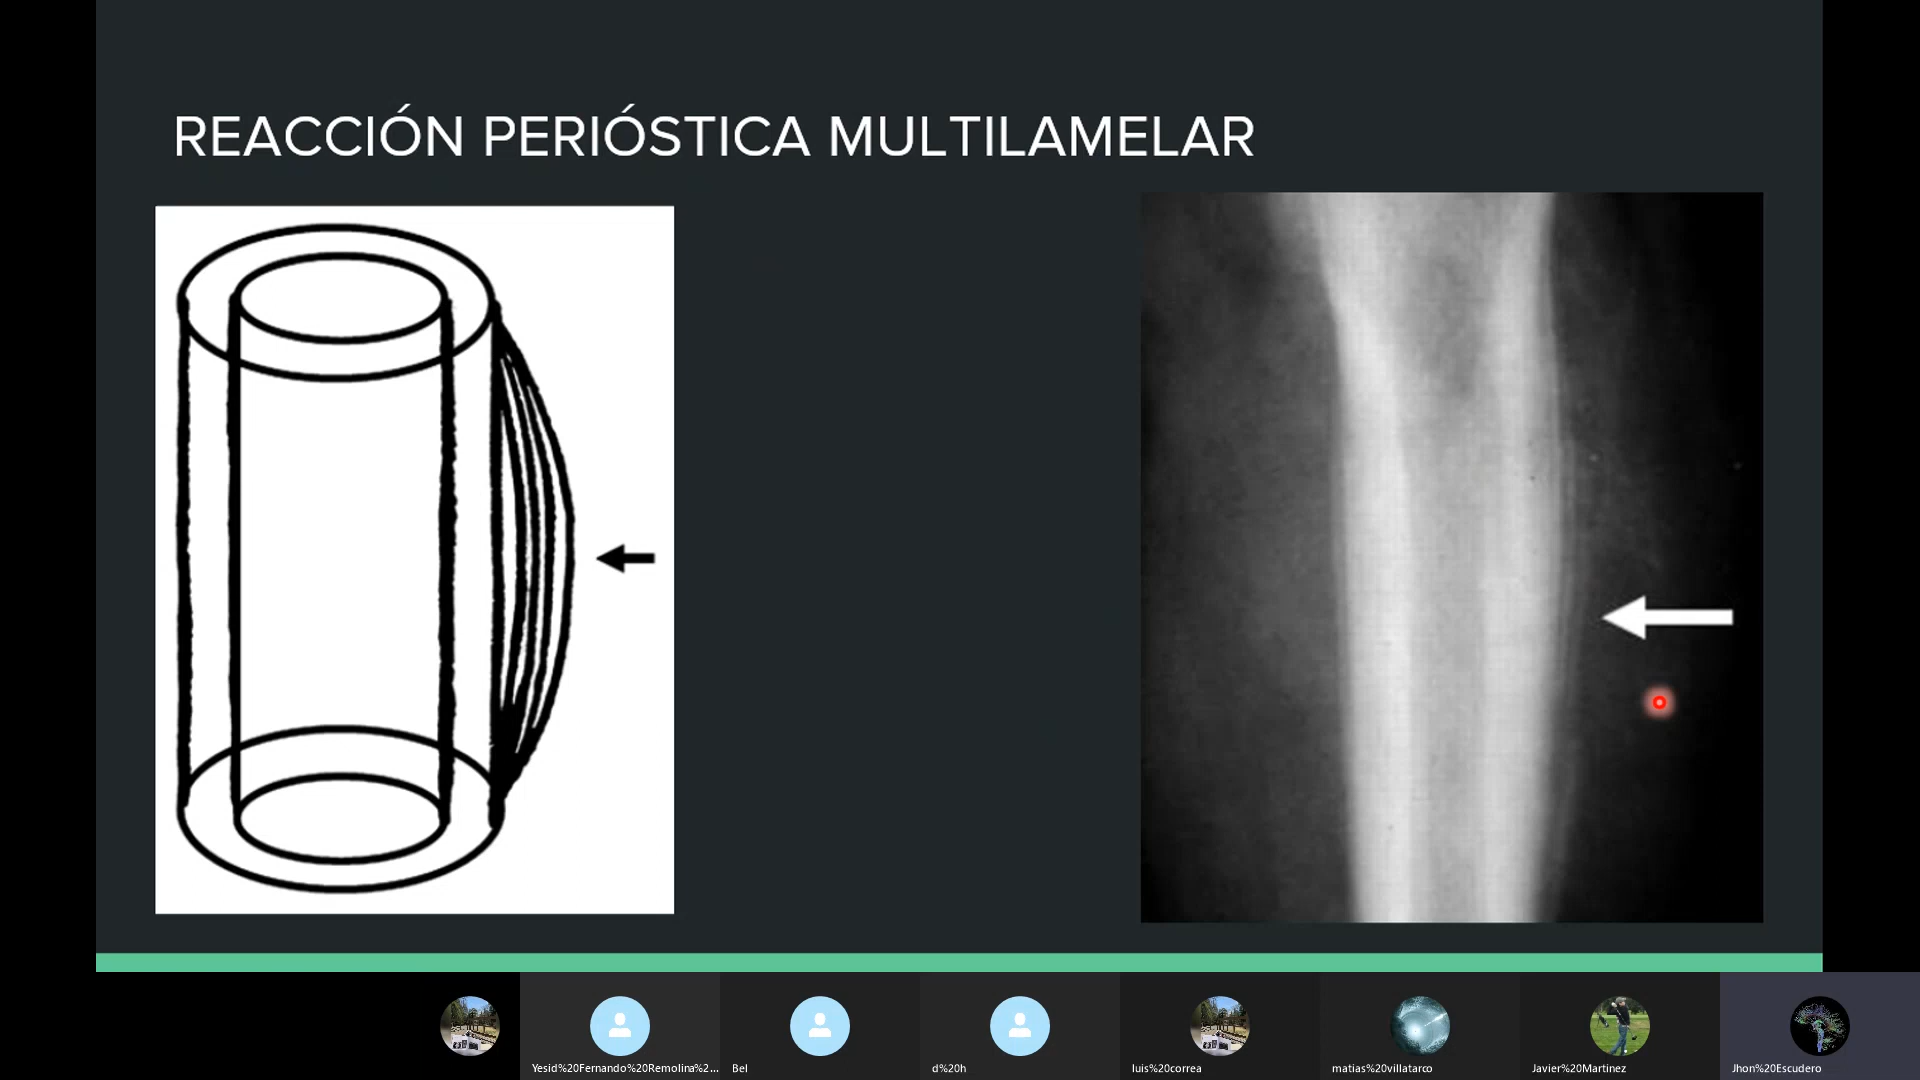 REACCIÓN PERIÓSTICA MULTILAMELAR
Yesid%20Fernando%20Remolina%2...
Bel
d%20h
luis%20correa
matias%20villatarco
Javier%20Martinez
Jhon%20Escudero